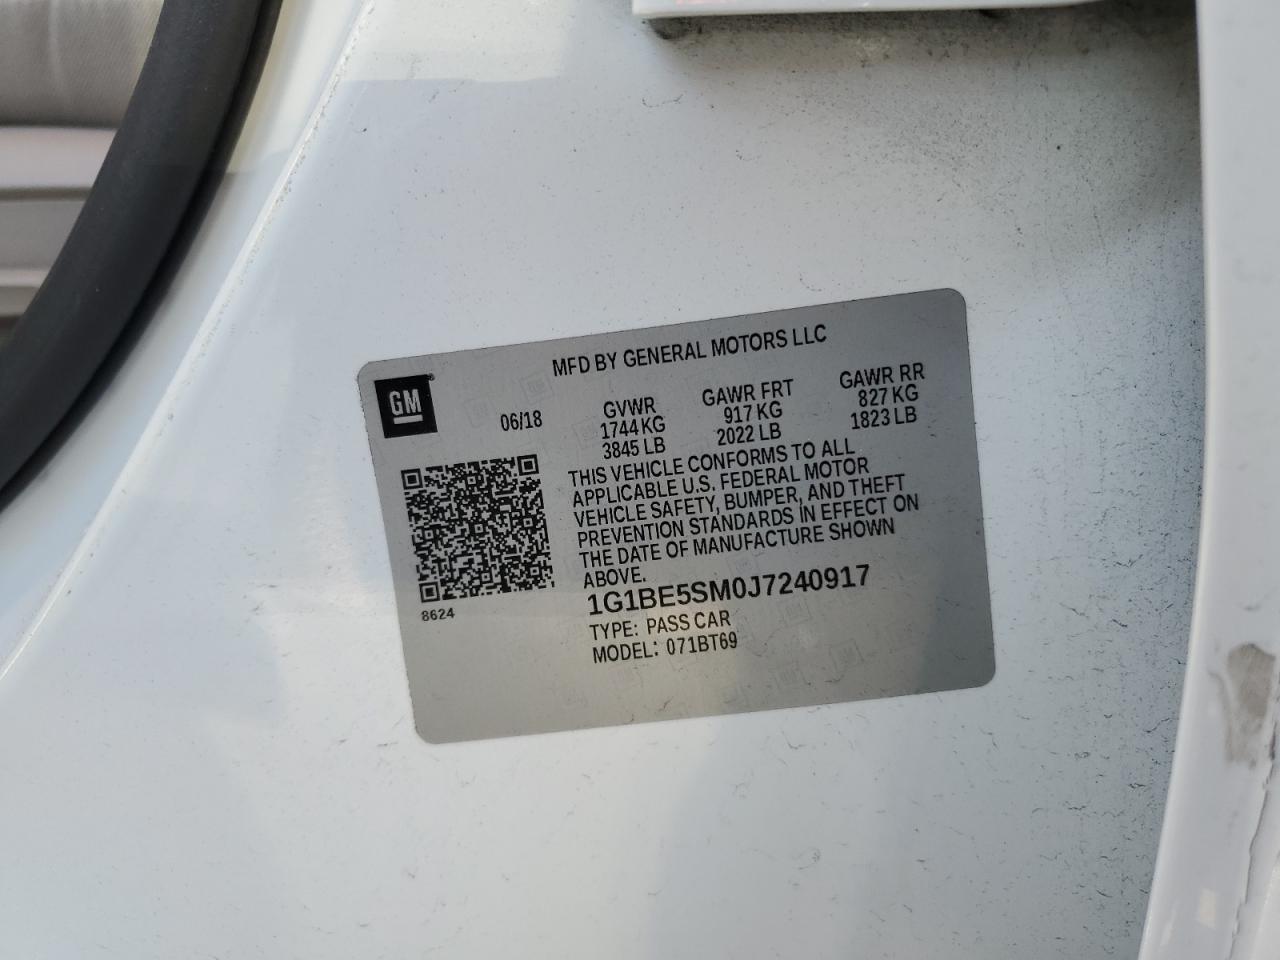 MFD BY GENERAL MOTORS LLC
GM
06/18
GVWR GAWR FRT GAWR RR
1744 KG 917 KG 827 KG
3845 LB 2022 LB 1823 LB
THIS VEHICLE CONFORMS TO ALL
APPLICABLE U.S. FEDERAL MOTOR
VEHICLE SAFETY, BUMPER, AND THEFT
PREVENTION STANDARDS IN EFFECT ON
THE DATE OF MANUFACTURE SHOWN
ABOVE.
8624
1G1BE5SM0J7240917
TYPE: PASS CAR
MODEL: 071BT69